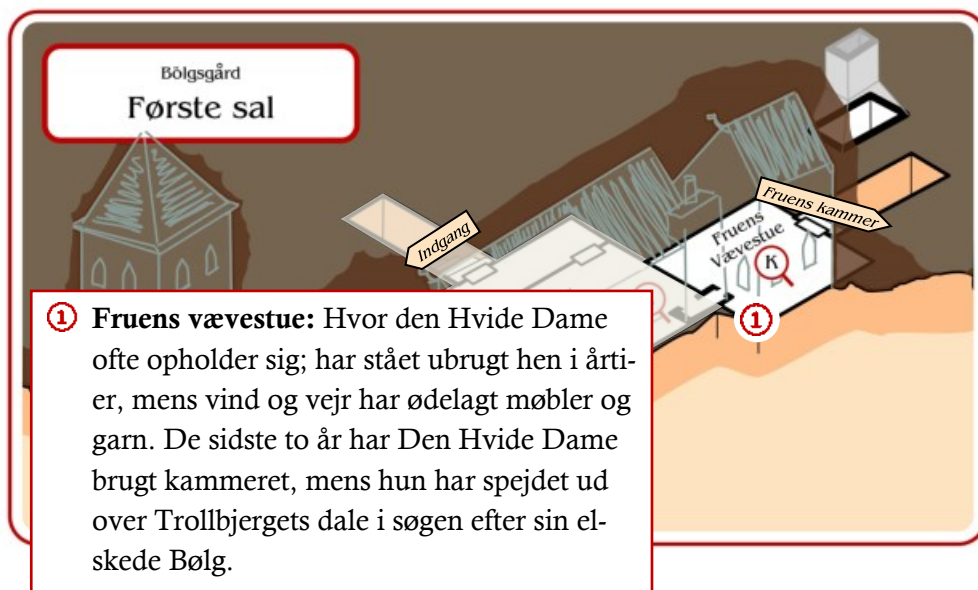 Bölgsgård
Første sal
Indgang
Fruens kammer
Fruens
Vævestue
K
①
① Fruens vævestue: Hvor den Hvide Dame
ofte opholder sig; har stået ubrugt hen i årti-
er, mens vind og vejr har ødelagt møbler og
garn. De sidste to år har Den Hvide Dame
brugt kammeret, mens hun har spejdet ud
over Trollbjergets dale i søgen efter sin el-
skede Bølg.